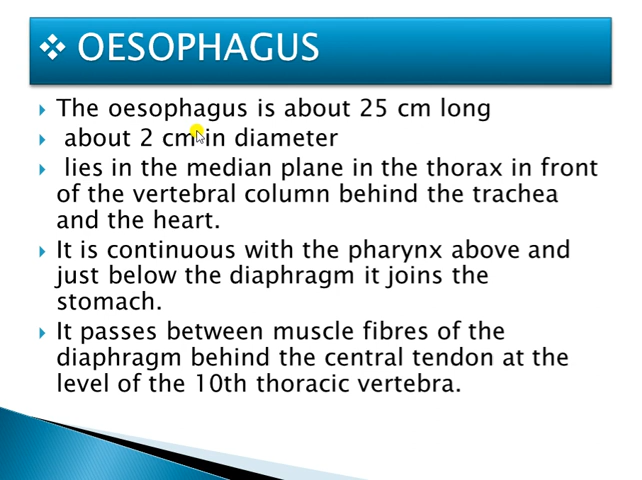 ❖ OESOPHAGUS
The oesophagus is about 25 cm long
about 2 cm in diameter
lies in the median plane in the thorax in front
of the vertebral column behind the trachea
and the heart.
It is continuous with the pharynx above and
just below the diaphragm it joins the
stomach.
It passes between muscle fibres of the
diaphragm behind the central tendon at the
level of the 10th thoracic vertebra.